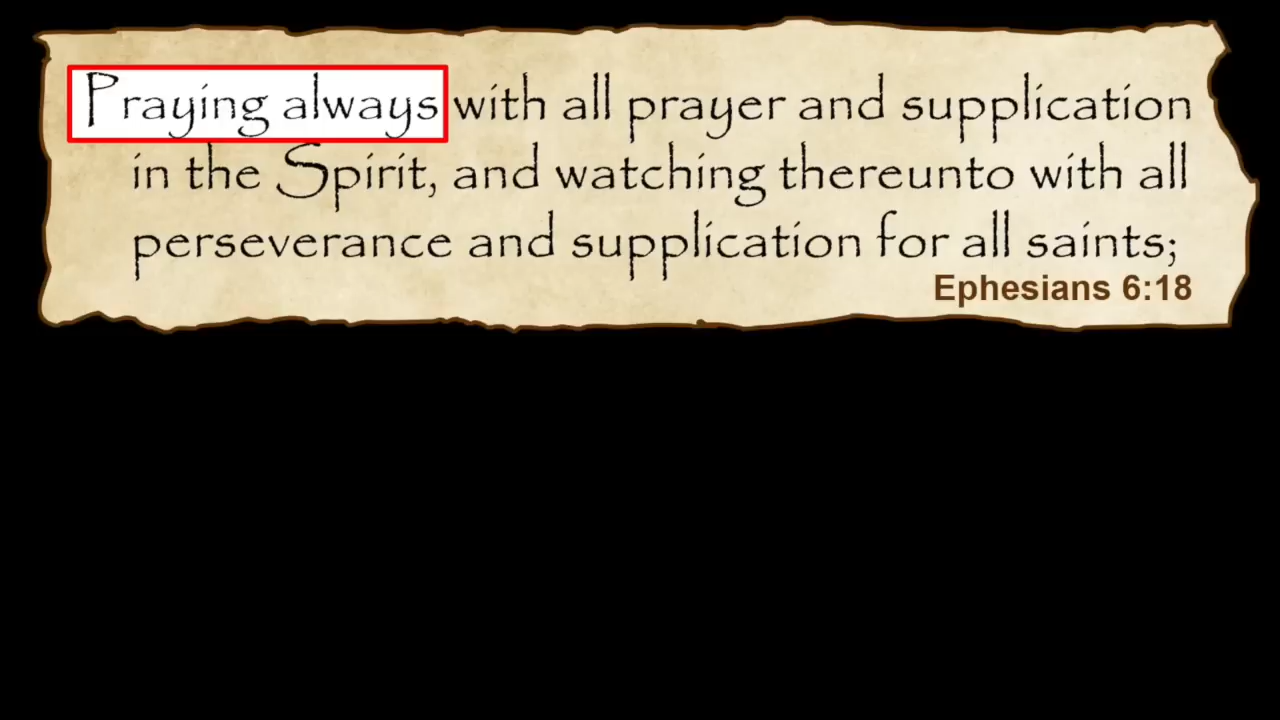 Praying always with all prayer and supplication
in the Spirit, and watching thereunto with all
perseverance and supplication for all saints;
Ephesians 6:18